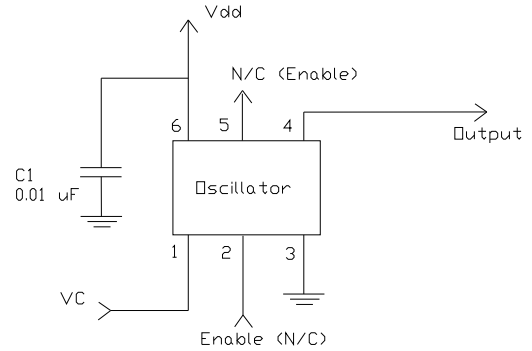 Vdd
N/C (Enable)
6
5
4
Output
C1
0.01 uF
Oscillator
1
2
3
VC
Enable (N/C)